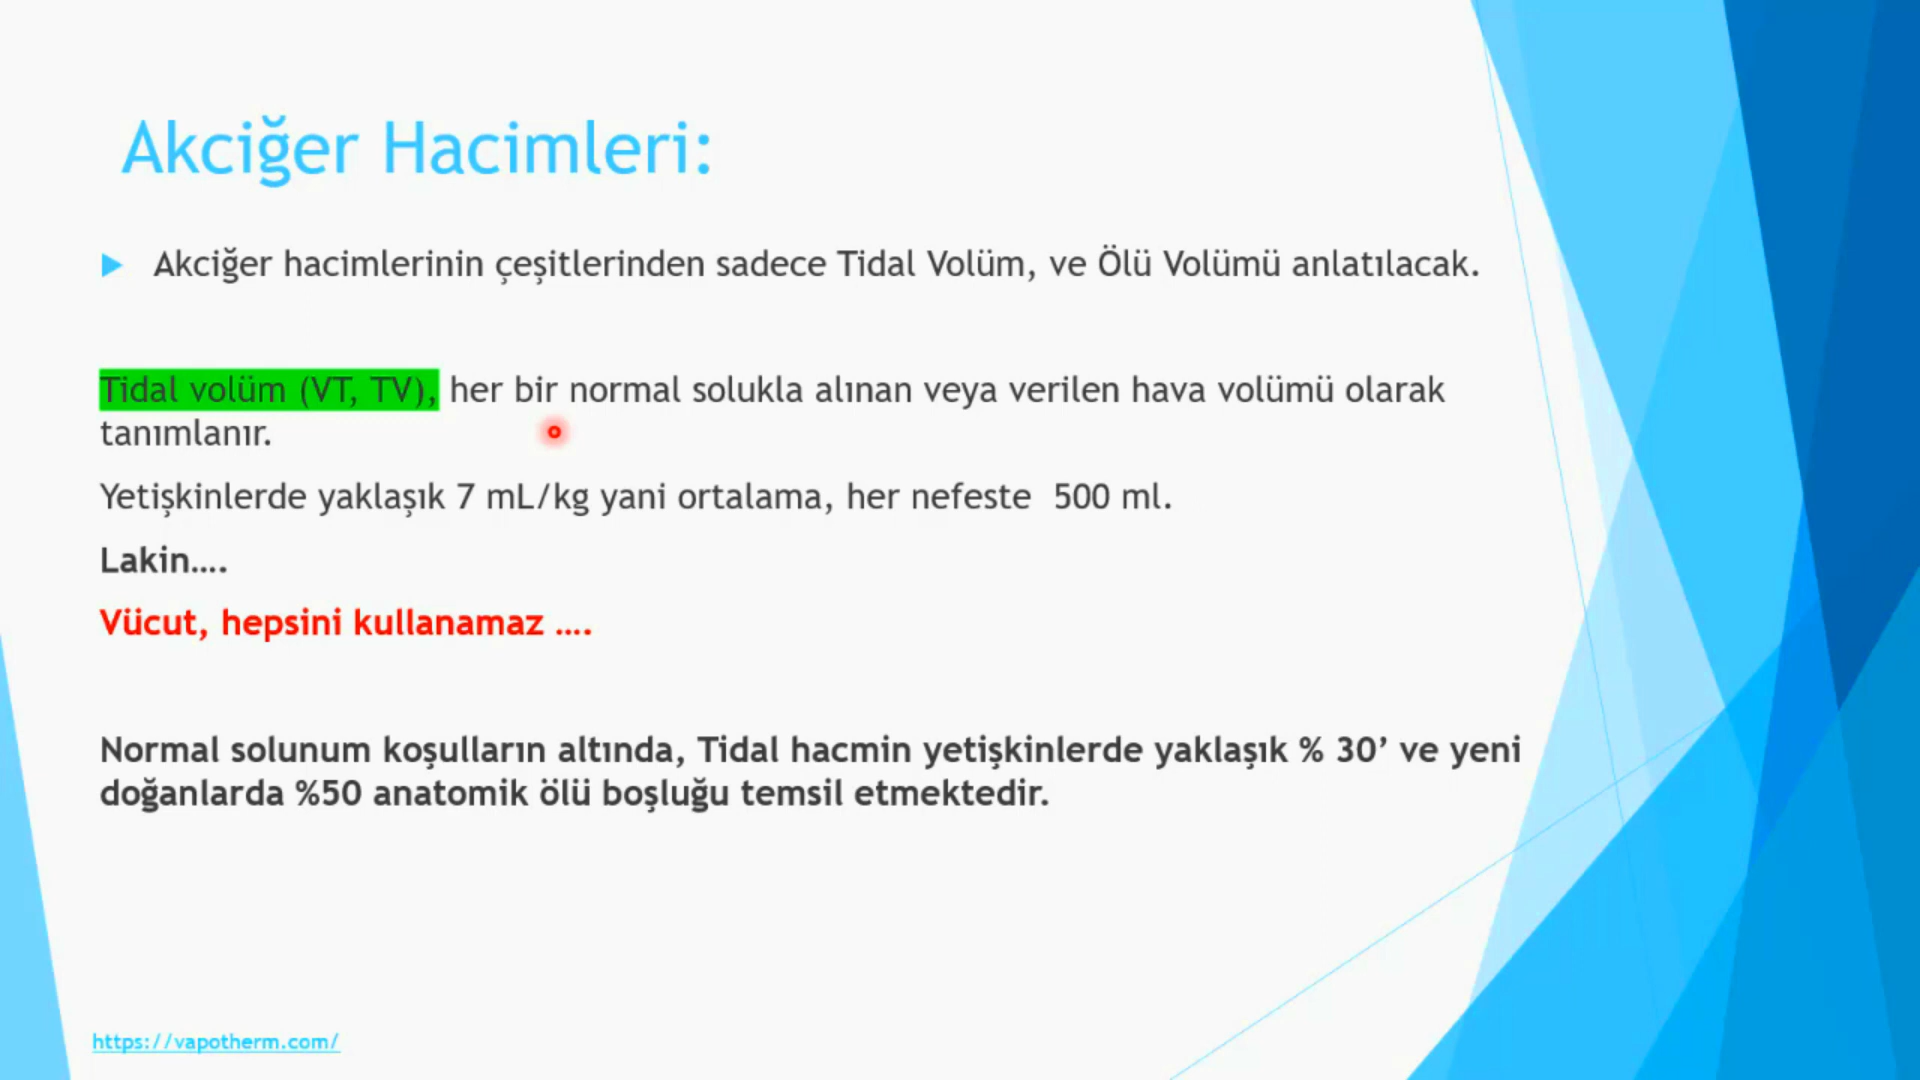 Akciğer Hacimleri:
Akciğer hacimlerinin çeşitlerinden sadece Tidal Volüm, ve Ölü Volümü anlatılacak.
Tidal volüm (VT, TV), her bir normal solukla alınan veya verilen hava volümü olarak
tanımlanır.
Yetişkinlerde yaklaşık 7 mL/kg yani ortalama, her nefeste 500 ml.
Lakin....
Vücut, hepsini kullanamaz ....
Normal solunum koşulların altında, Tidal hacmin yetişkinlerde yaklaşık % 30’ ve yeni
doğanlarda %50 anatomik ölü boşluğu temsil etmektedir.
https://vapotherm.com/